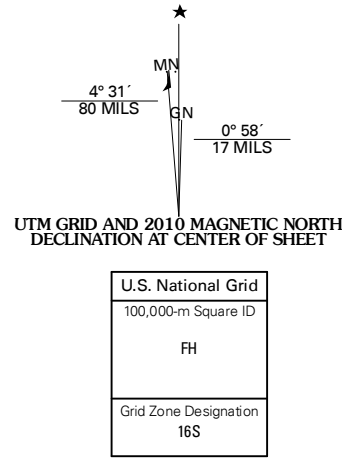 MN
4° 31´
80 MILS
GN
0° 58´
17 MILS
UTM GRID AND 2010 MAGNETIC NORTH
DECLINATION AT CENTER OF SHEET
U.S. National Grid
100,000-m Square ID
FH
Grid Zone Designation
16S